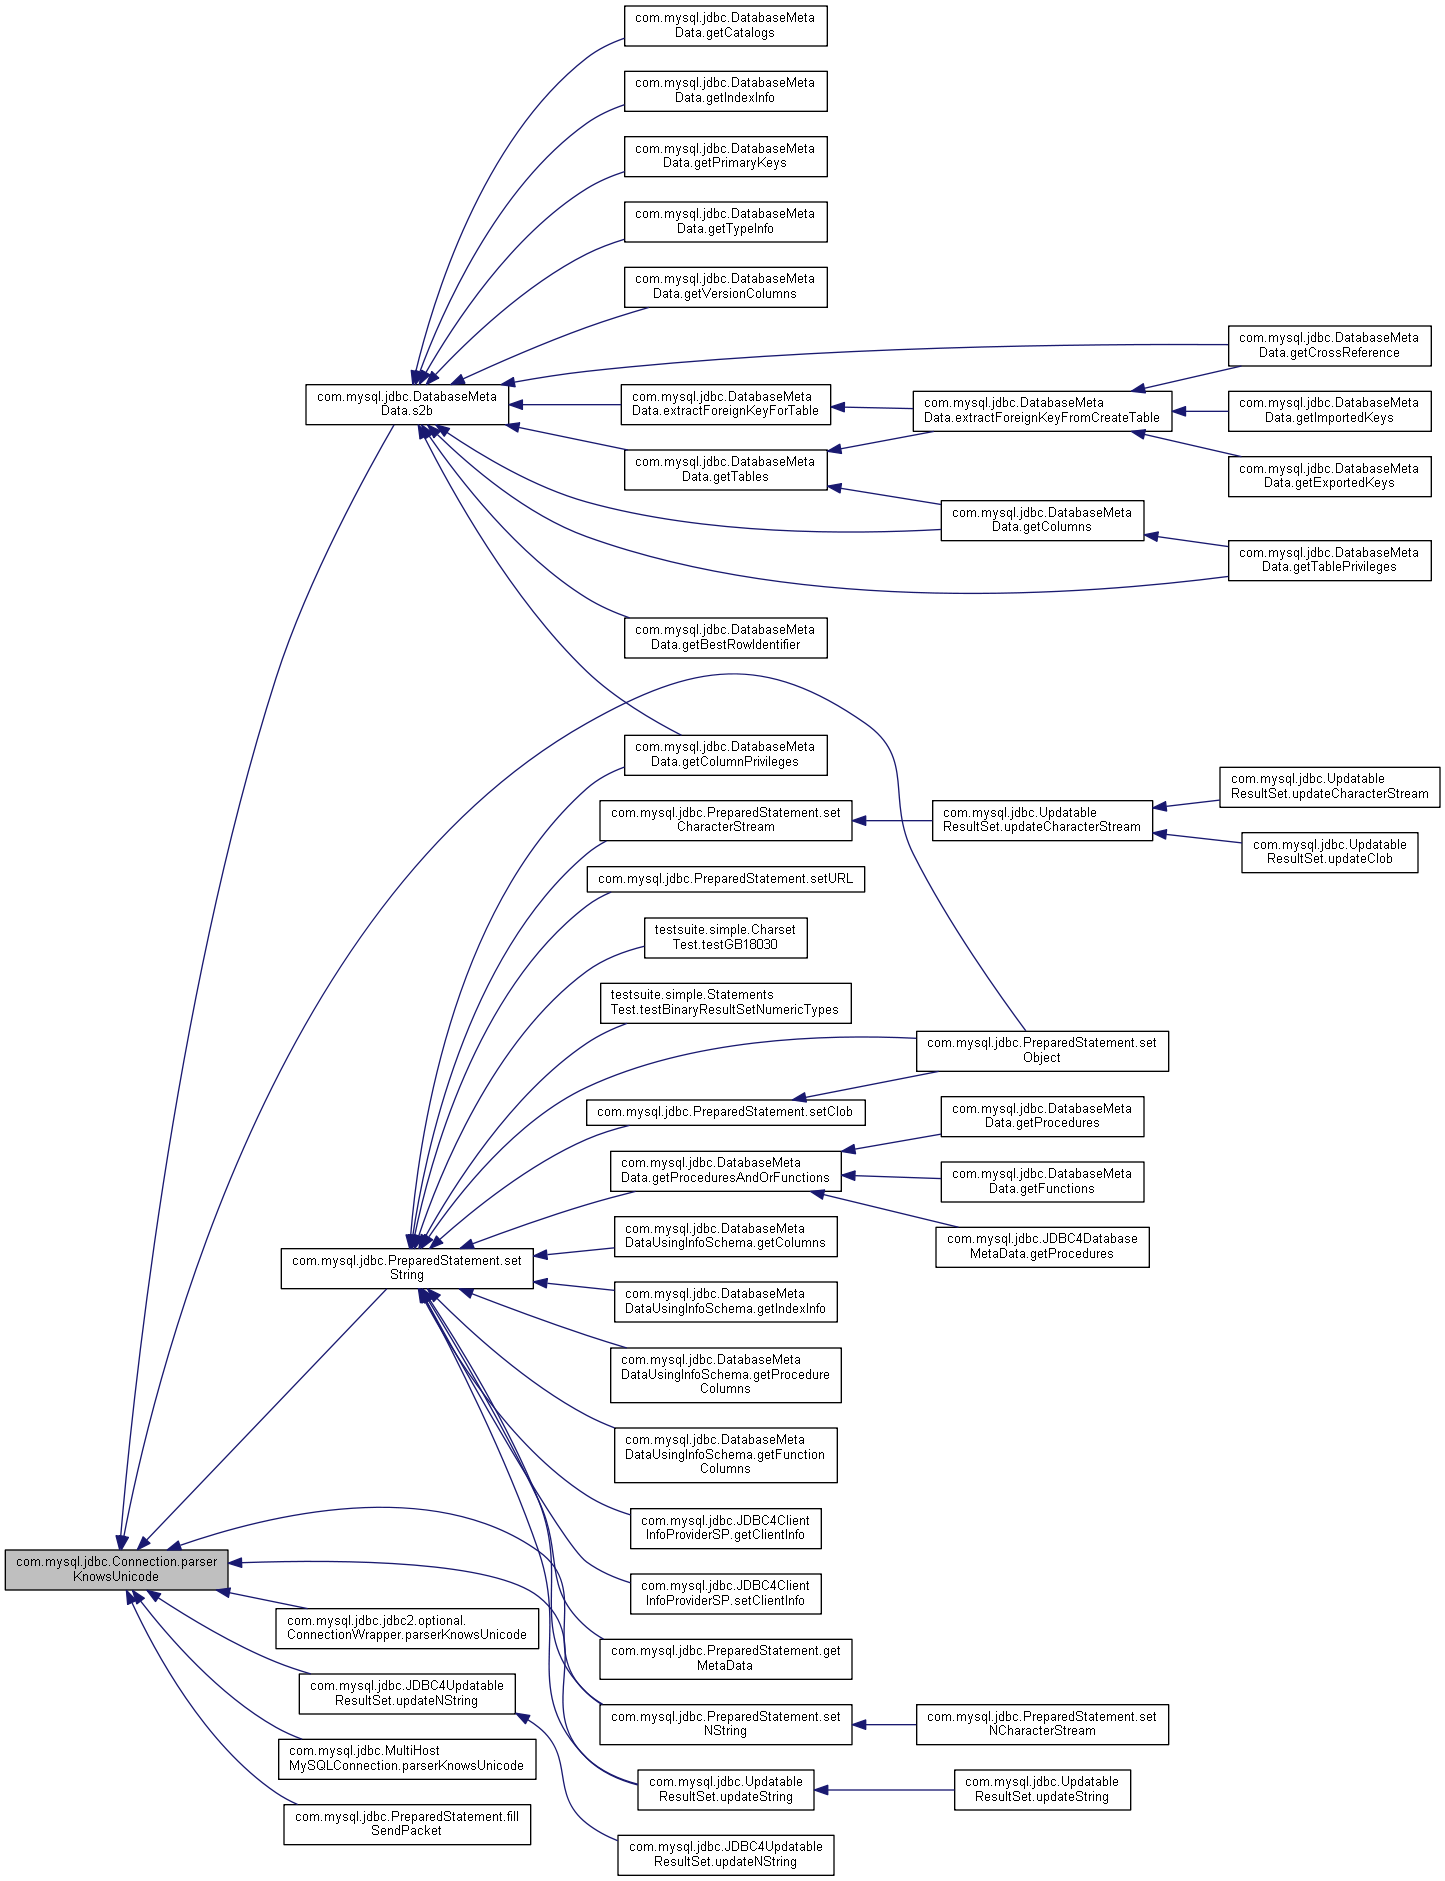 com.mysql.jdbc.DatabaseMeta
Data.getCatalogs
com.mysql.jdbc.DatabaseMeta
Data.getIndexInfo
com.mysql.jdbc.DatabaseMeta
Data.getPrimaryKeys
com.mysql.jdbc.DatabaseMeta
Data.getTypeInfo
com.mysql.jdbc.DatabaseMeta
Data.getVersionColumns
com.mysql.jdbc.DatabaseMeta
Data.getCrossReference
com.mysql.jdbc.DatabaseMeta
Data.s2b
com.mysql.jdbc.DatabaseMeta
Data.extractForeignKeyForTable
com.mysql.jdbc.DatabaseMeta
Data.extractForeignKeyFromCreateTable
com.mysql.jdbc.DatabaseMeta
Data.getImportedKeys
com.mysql.jdbc.DatabaseMeta
Data.getTables
com.mysql.jdbc.DatabaseMeta
Data.getExportedKeys
com.mysql.jdbc.DatabaseMeta
Data.getColumns
com.mysql.jdbc.DatabaseMeta
Data.getTablePrivileges
com.mysql.jdbc.DatabaseMeta
Data.getBestRowIdentifier
com.mysql.jdbc.DatabaseMeta
Data.getColumnPrivileges
com.mysql.jdbc.PreparedStatement.set
CharacterStream
com.mysql.jdbc.Updatable
ResultSet.updateCharacterStream
com.mysql.jdbc.Updatable
ResultSet.updateCharacterStream
com.mysql.jdbc.Updatable
ResultSet.updateClob
com.mysql.jdbc.PreparedStatement.setURL
testsuite.simple.Charset
Test.testGB18030
testsuite.simple.Statements
Test.testBinaryResultSetNumericTypes
com.mysql.jdbc.PreparedStatement.set
Object
com.mysql.jdbc.PreparedStatement.setClob
com.mysql.jdbc.DatabaseMeta
Data.getProcedures
com.mysql.jdbc.DatabaseMeta
Data.getProceduresAndOrFunctions
com.mysql.jdbc.DatabaseMeta
Data.getFunctions
com.mysql.jdbc.JDBC4Database
MetaData.getProcedures
com.mysql.jdbc.DatabaseMeta
DataUsingInfoSchema.getColumns
com.mysql.jdbc.PreparedStatement.set
String
com.mysql.jdbc.DatabaseMeta
DataUsingInfoSchema.getIndexInfo
com.mysql.jdbc.DatabaseMeta
DataUsingInfoSchema.getProcedure
Columns
com.mysql.jdbc.DatabaseMeta
DataUsingInfoSchema.getFunction
Columns
com.mysql.jdbc.JDBC4Client
InfoProviderSP.getClientInfo
com.mysql.jdbc.Connection.parser
KnowsUnicode
com.mysql.jdbc.JDBC4Client
InfoProviderSP.setClientInfo
com.mysql.jdbc.jdbc2.optional.
ConnectionWrapper.parserKnowsUnicode
com.mysql.jdbc.PreparedStatement.get
MetaData
com.mysql.jdbc.JDBC4Updatable
ResultSet.updateNString
com.mysql.jdbc.PreparedStatement.set
NString
com.mysql.jdbc.PreparedStatement.set
NCharacterStream
com.mysql.jdbc.MultiHost
MySQLConnection.parserKnowsUnicode
com.mysql.jdbc.Updatable
ResultSet.updateString
com.mysql.jdbc.Updatable
ResultSet.updateString
com.mysql.jdbc.PreparedStatement.fill
SendPacket
com.mysql.jdbc.JDBC4Updatable
ResultSet.updateNString